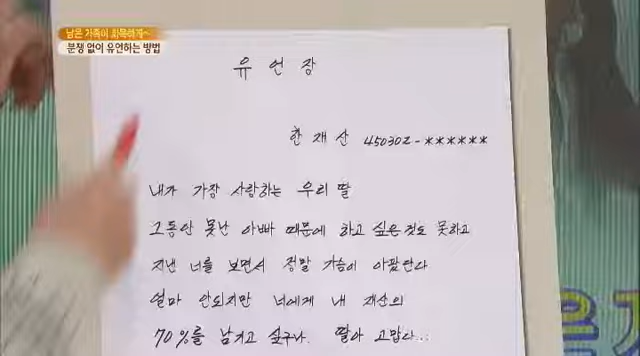 남은 가족이 화목하게~
분쟁 없이 유언하는 방법
유 언 장
한 재 산 450302-******
내가 가장 사랑하는 우리 딸
그동안 못난 아빠 때문에 하고 싶은것도 못하고
지낸 너를 보면서 정말 가슴이 아팠단다
얼마 안되지만 너에게 내 재산의
70%를 남기고 싶구나. 딸아 고맙다...